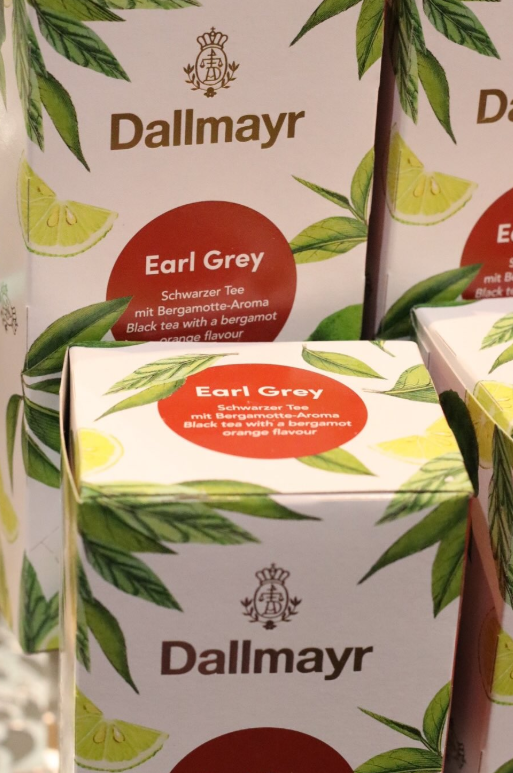 Dallmayr
Earl Grey
Schwarzer Tee
mit Bergamotte-Aroma
Black tea with a bergamot
orange flavour
Earl Grey
Schwarzer Tee
mit Bergamotte-Aroma
Black tea with a bergamot
orange flavour
Dallmayr